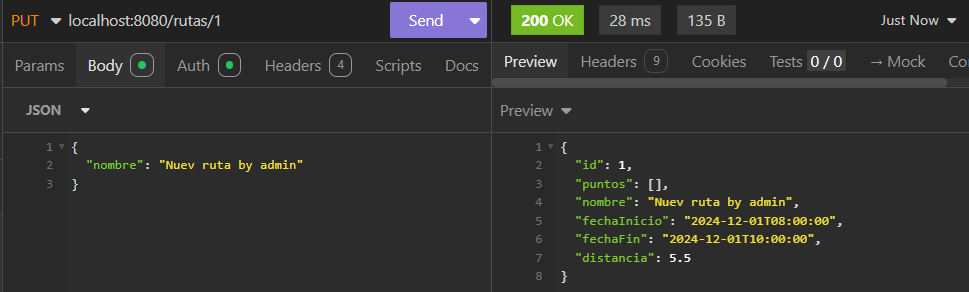 PUT localhost:8080/rutas/1 Send
Params Body Auth Headers 4 Scripts Docs
JSON
1 {
2 "nombre": "Nuev ruta by admin"
3 }
200 OK 28 ms 135 B Just Now
Preview Headers 9 Cookies Tests 0 / 0 → Mock Co
Preview
1 {
2 "id": 1,
3 "puntos": [],
4 "nombre": "Nuev ruta by admin",
5 "fechaInicio": "2024-12-01T08:00:00",
6 "fechaFin": "2024-12-01T10:00:00",
7 "distancia": 5.5
8 }